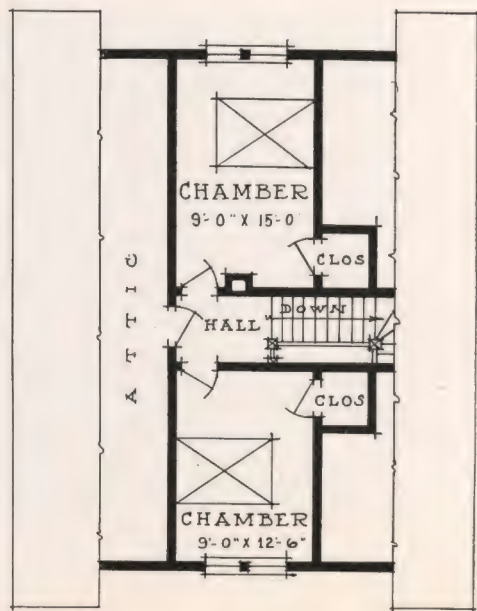 CHAMBER
9'-0" X 15'-0
CLOS
DOWN
HALL
ATTIC
CLOS
CHAMBER
9'-0" X 12'-6"